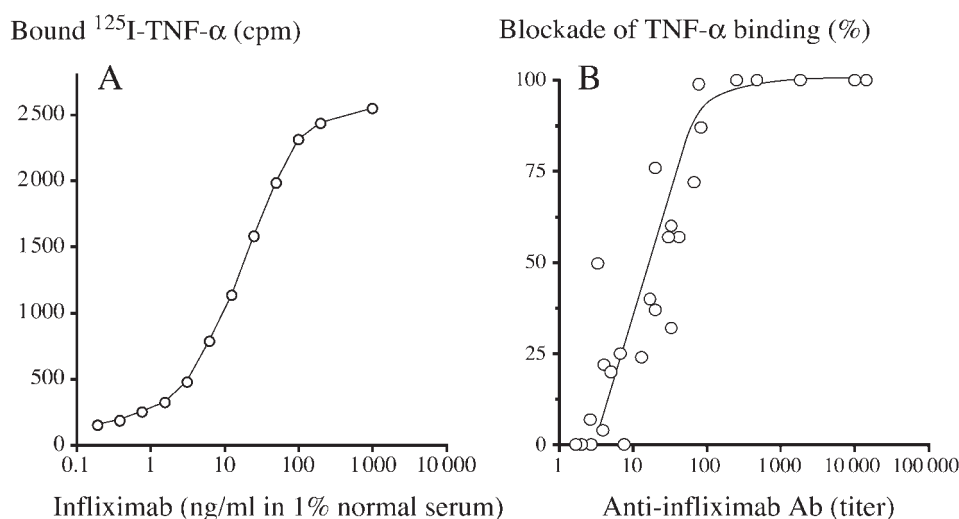 Bound ¹²⁵I-TNF-α (cpm)
A
2500
2000
1500
1000
500
0
0.1 1 10 100 1000 10 000
Infliximab (ng/ml in 1% normal serum)
Blockade of TNF-α binding (%)
B
100
75
50
25
0
1 10 100 1000 10 000 100 000
Anti-infliximab Ab (titer)